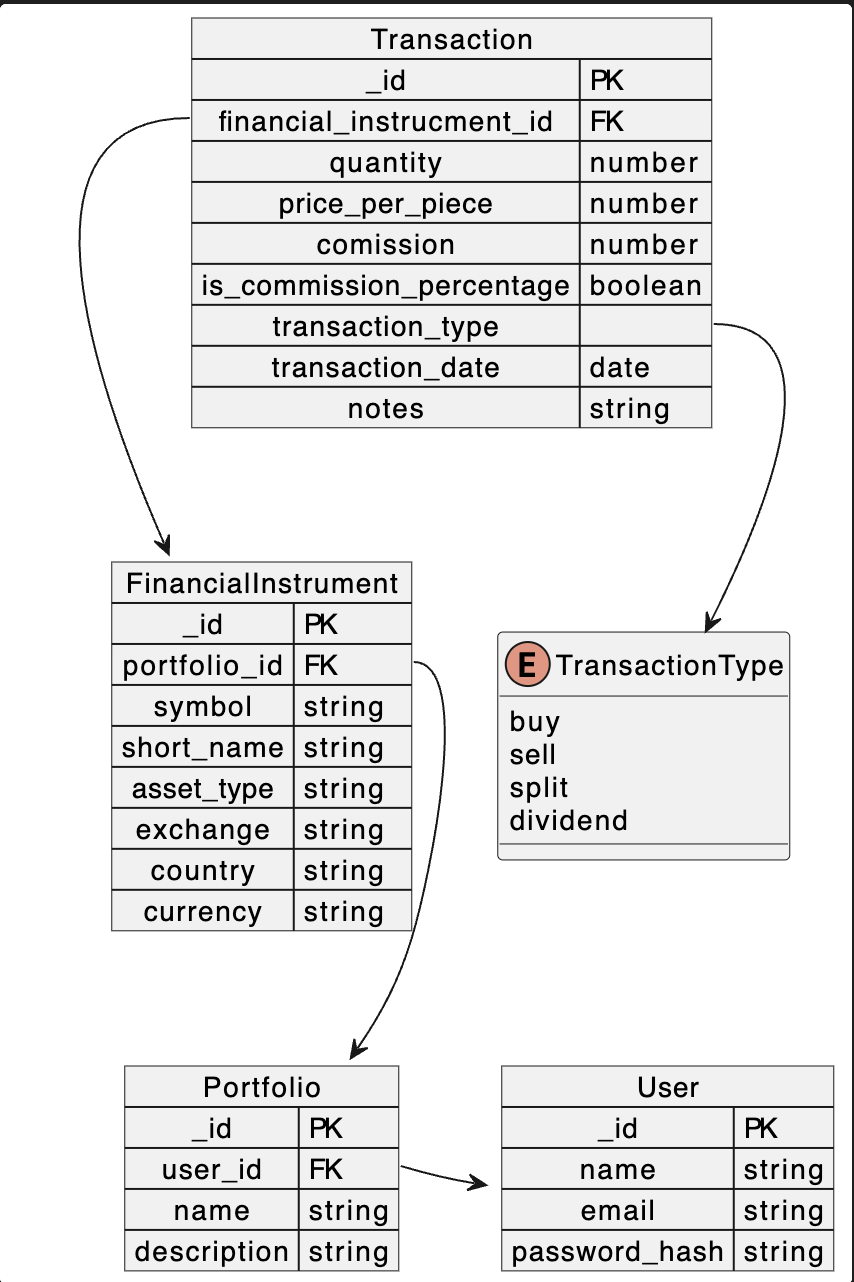 Transaction
_id PK
financial_instrucment_id FK
quantity number
price_per_piece number
comission number
is_commission_percentage boolean
transaction_type
transaction_date date
notes string
FinancialInstrument
_id PK
portfolio_id FK
symbol string
short_name string
asset_type string
exchange string
country string
currency string
E TransactionType
buy
sell
split
dividend
Portfolio
_id PK
user_id FK
name string
description string
User
_id PK
name string
email string
password_hash string